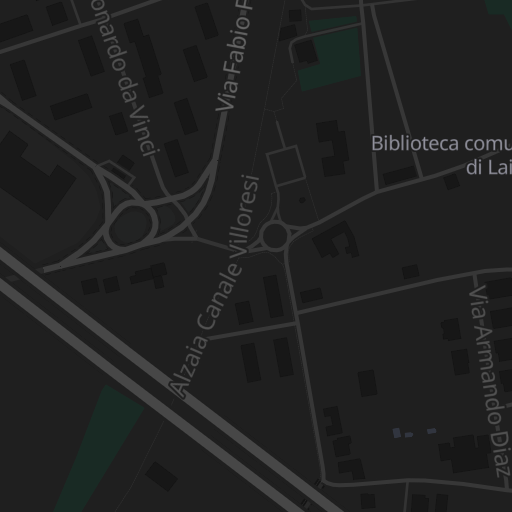 onardo da Vinci
Via Fabio F
Biblioteca comu
di Lai
Alzaia Canale Villoresi
Via Armando Diaz